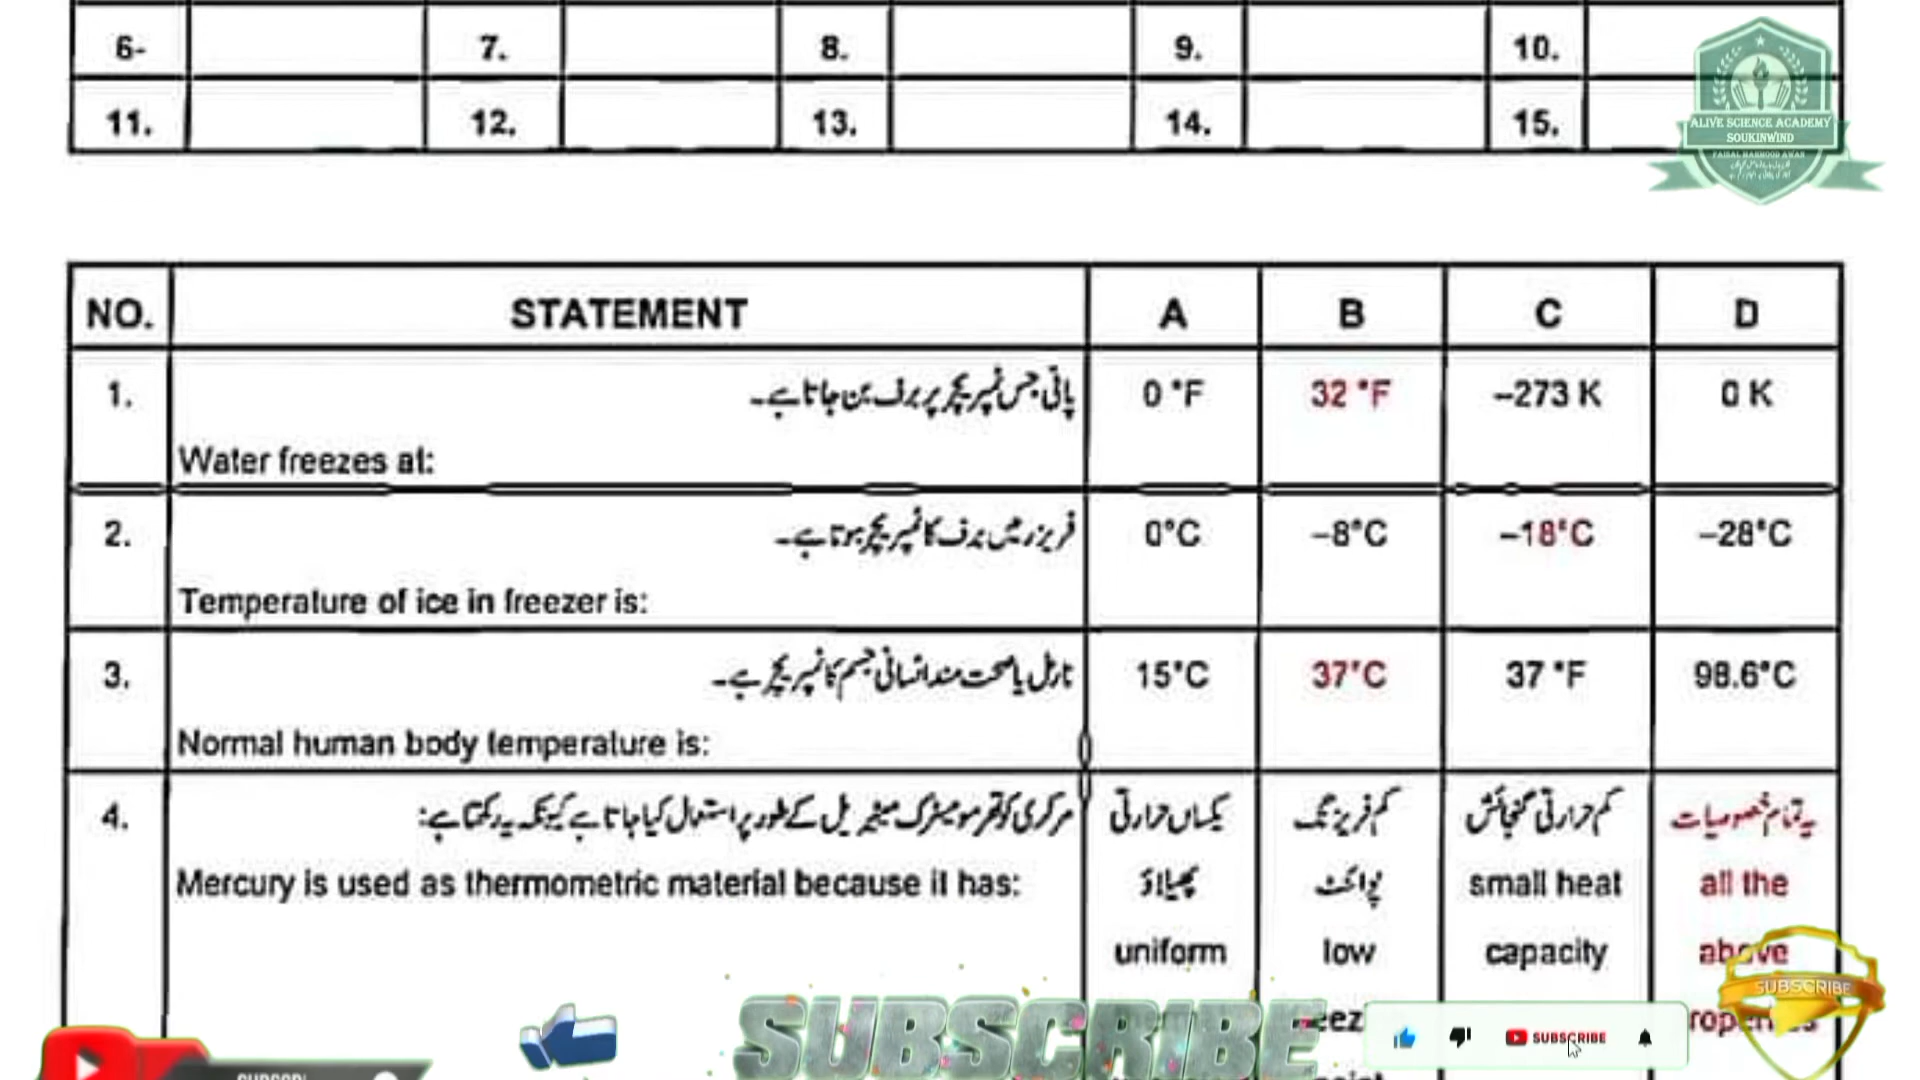 6- 7. 8. 9. 10.
11. 12. 13. 14. 15.
ALIVE SCIENCE ACADEMY
SOUKINWIND
FAISAL MAHMOOD AWAN
NO. STATEMENT A B C D
1. پانی جس ٹمپریچر پر برف بن جاتا ہے۔ 0 °F 32 °F –273 K 0 K
Water freezes at:
2. فریزر میں برف کا ٹمپریچر ہوتا ہے۔ 0°C –8°C –18°C –28°C
Temperature of ice in freezer is:
3. نارمل یا صحت مند انسانی جسم کا ٹمپریچر ہے۔ 15°C 37°C 37 °F 98.6°C
Normal human body temperature is:
4. مرکری کو تھرمومیٹرک میٹیریل کے طور پر استعمال کیا جاتا ہے کیونکہ یہ رکھتا ہے: یکساں حرارتی کم فریزنگ کم حرارتی گنجائش یہ تمام خصوصیات
Mercury is used as thermometric material because it has: پھیلاؤ پوائنٹ small heat all the
uniform low capacity above
SUBSCRIBE
SUBSCRIBE
SUBSCRIBE